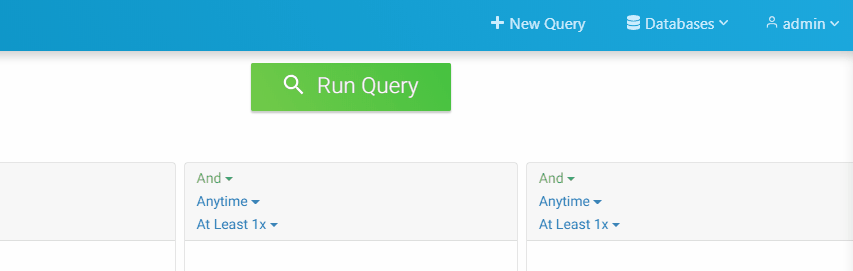 New Query Databases admin
Run Query
And And
Anytime Anytime
At Least 1x At Least 1x